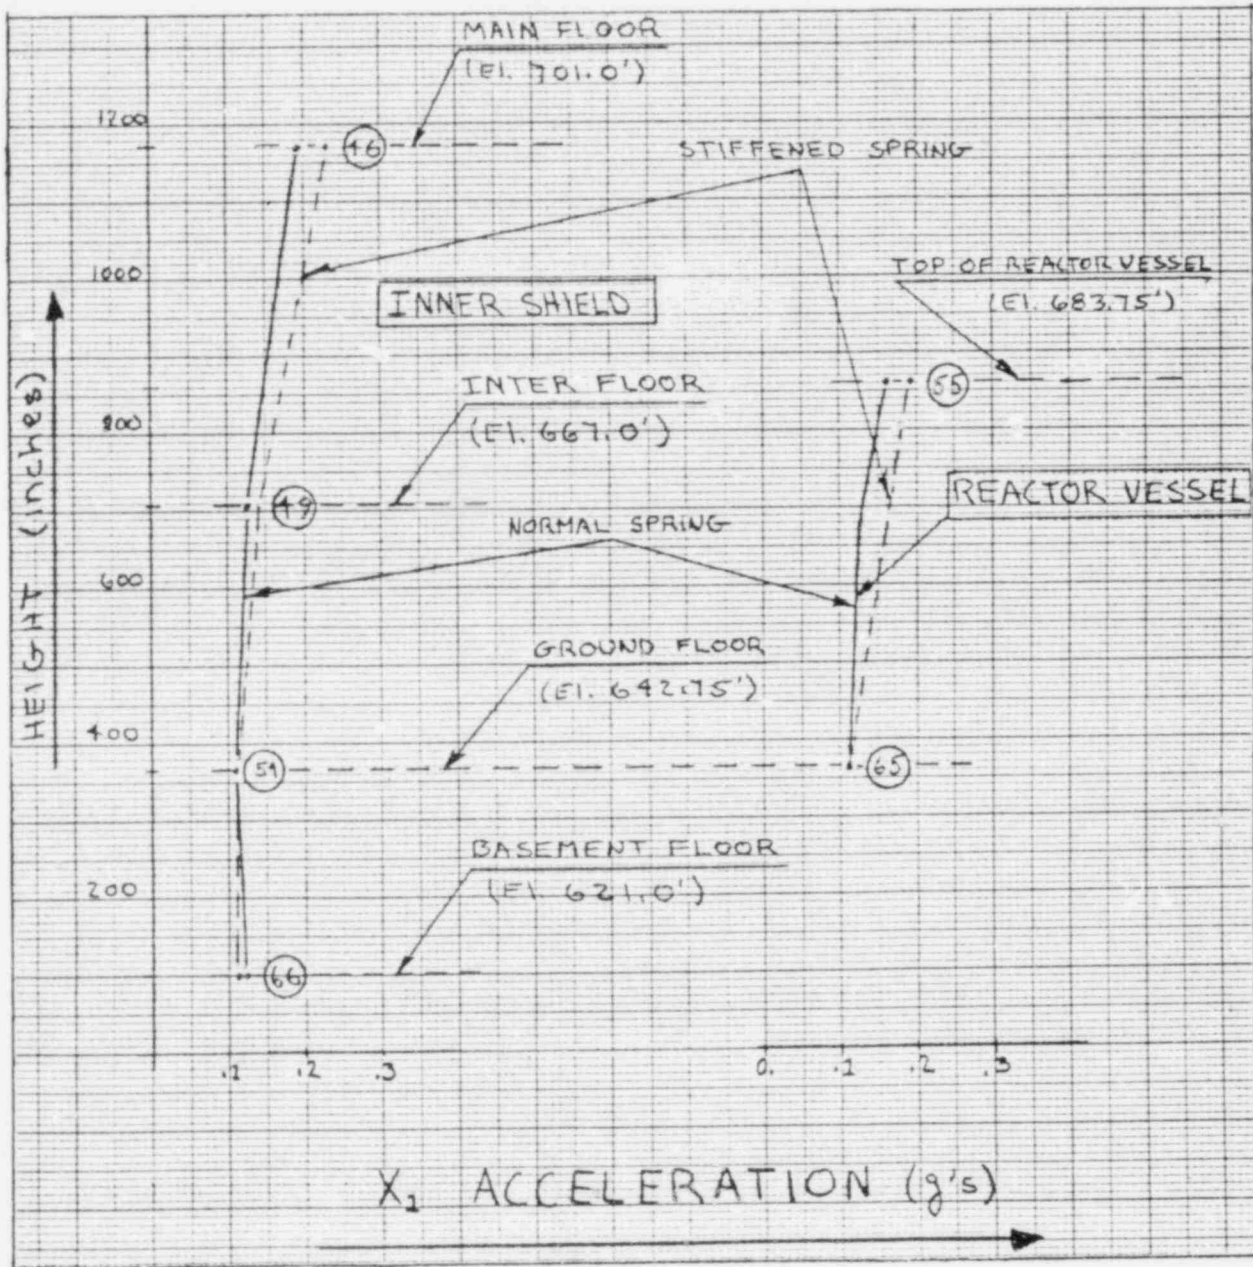 MAIN FLOOR
(El. 701.0')
1200
46
STIFFENED SPRING
1000
TOP OF REACTOR VESSEL
(El. 683.75')
INNER SHIELD
INTER FLOOR
(El. 667.0')
55
800
49
REACTOR VESSEL
NORMAL SPRING
600
HEIGHT (inches)
GROUND FLOOR
(El. 642.75')
400
65
BASEMENT FLOOR
(El. 621.0')
200
66
.1 .2 .3
0. .1 .2 .3
X₁ ACCELERATION (g's)